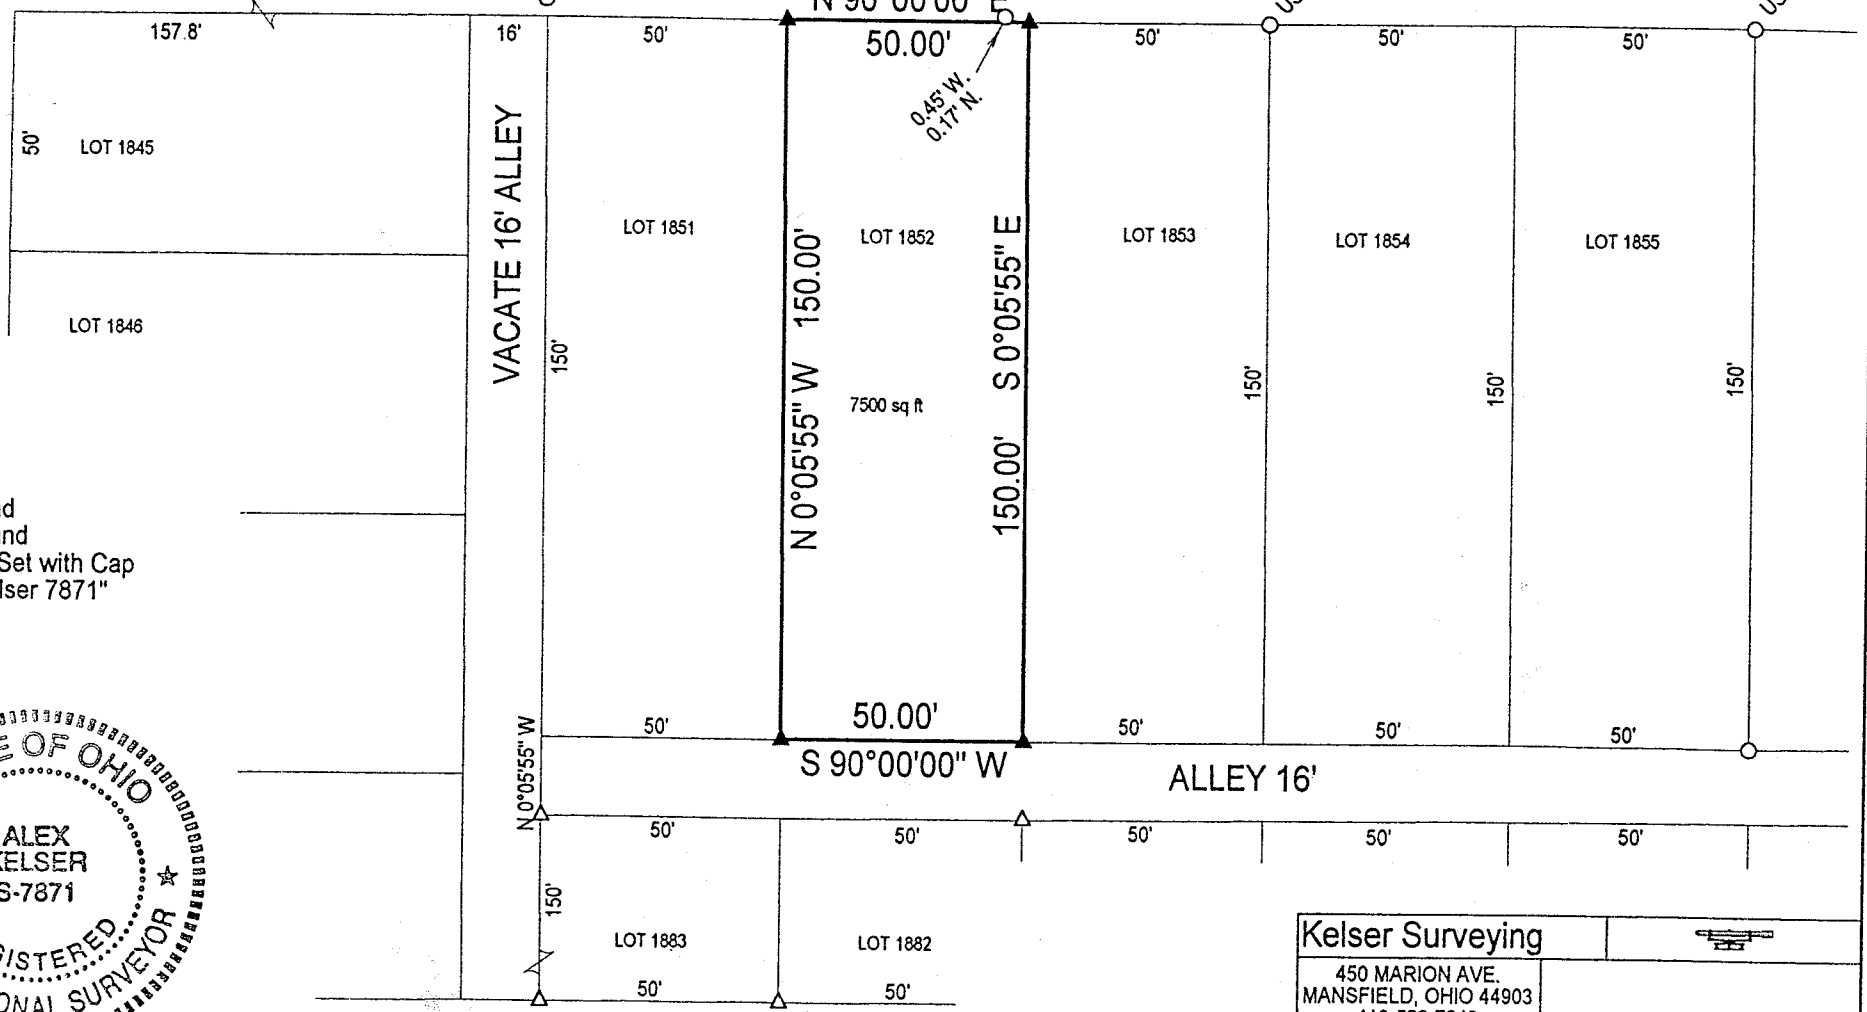 N 90°00'00" E
157.8'
16'
50'
50.00'
50'
50'
50'
0.45' W.
0.17' N.
50'
LOT 1845
LOT 1846
VACATE 16' ALLEY
150'
LOT 1851
LOT 1852
LOT 1853
LOT 1854
LOT 1855
N 0°05'55" W 150.00'
7500 sq ft
150.00' S 0°05'55" E
150'
150'
150'
Set with Cap
7871"
50'
50.00'
50'
50'
50'
S 90°00'00" W
ALLEY 16'
N 0°05'55" W
50'
50'
50'
50'
50'
150'
LOT 1883
LOT 1882
50'
50'
OF OHIO
ALEX
KELSER
S-7871
SURVEYOR
Kelser Surveying
450 MARION AVE.
MANSFIELD, OHIO 44903